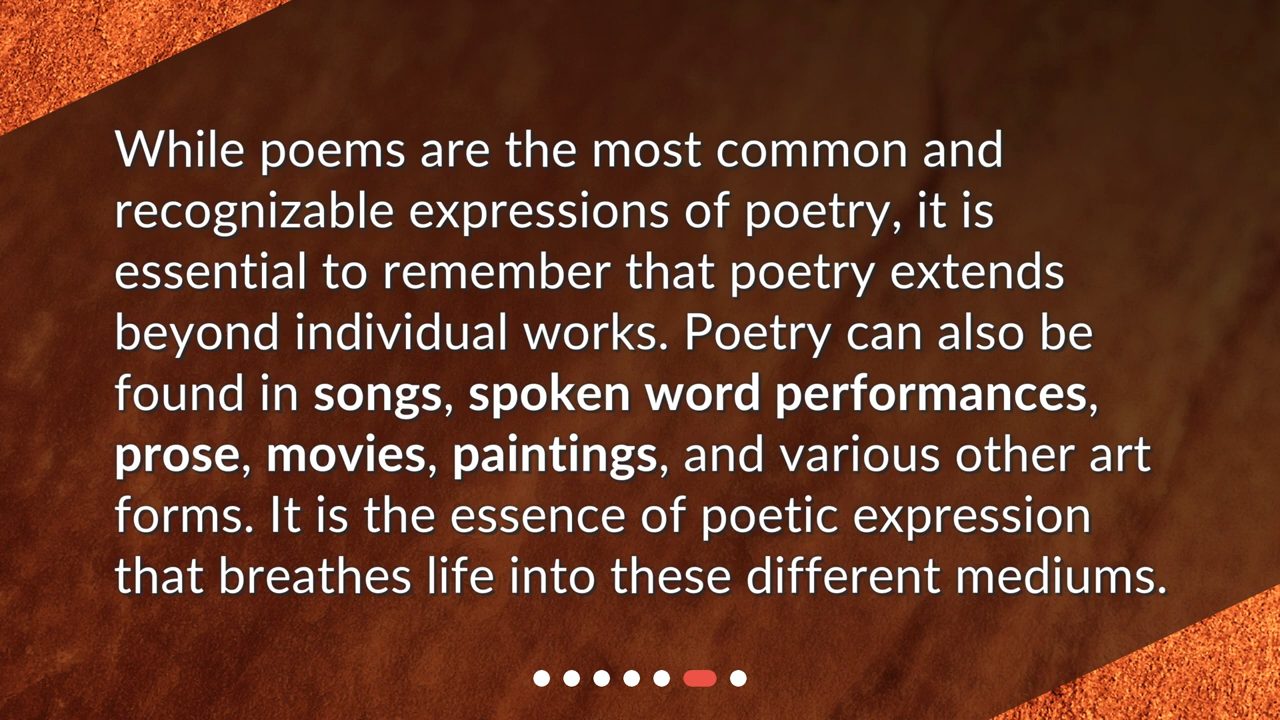 While poems are the most common and
recognizable expressions of poetry, it is
essential to remember that poetry extends
beyond individual works. Poetry can also be
found in songs, spoken word performances,
prose, movies, paintings, and various other art
forms. It is the essence of poetic expression
that breathes life into these different mediums.